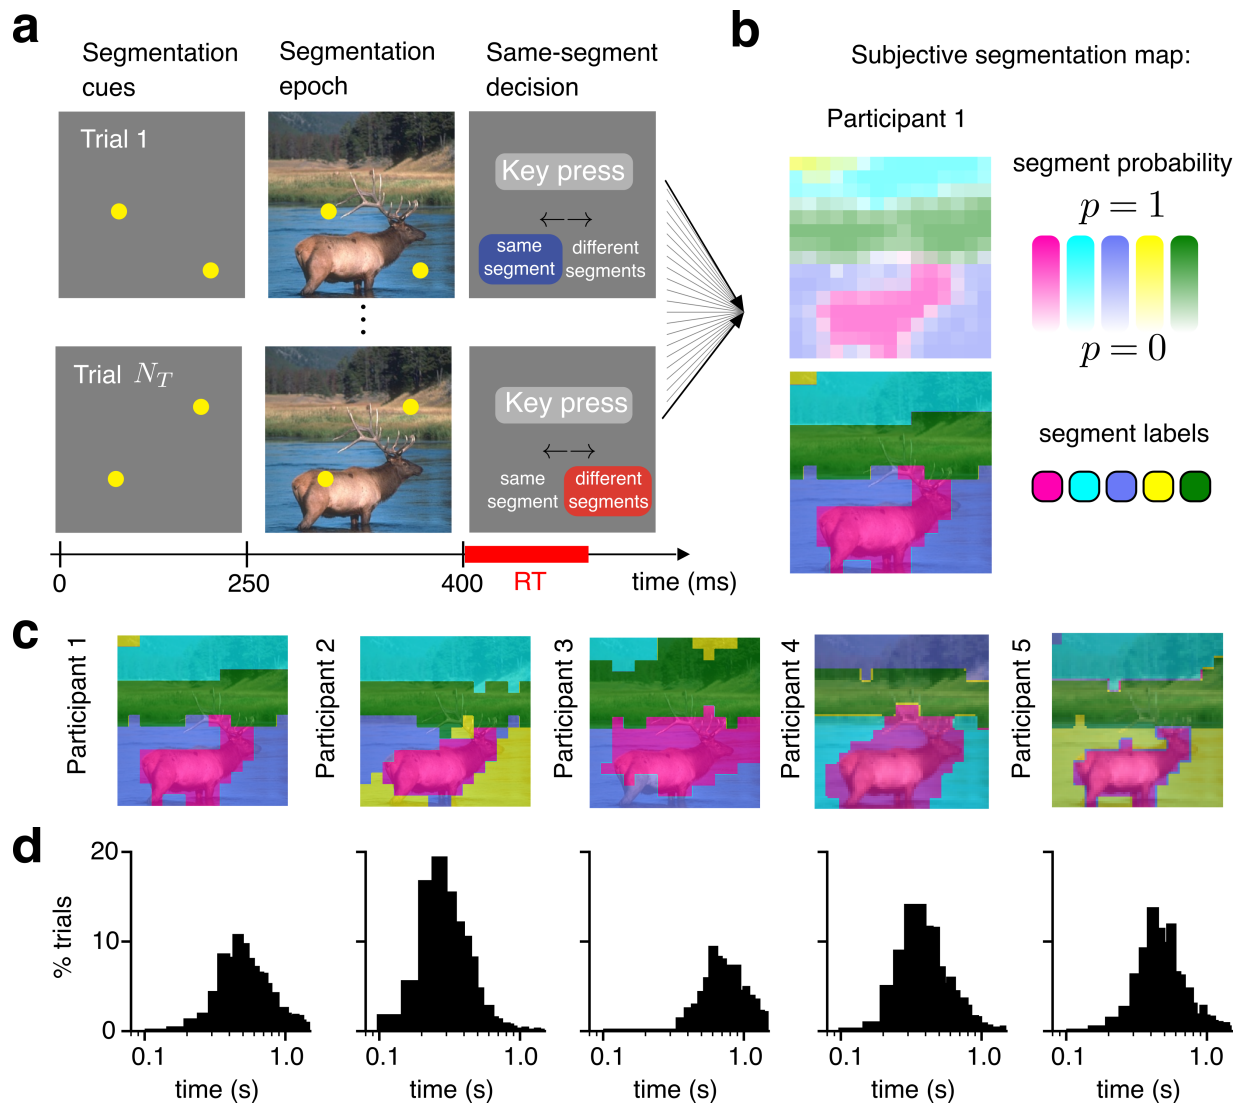 a
Segmentation cues
Segmentation epoch
Same-segment decision
Trial 1
Key press
←→
same segment
different segments
⋮
Trial N_T
Key press
←→
same segment
different segments
0
250
400
RT
time (ms)
b
Subjective segmentation map:
Participant 1
segment probability
p = 1
p = 0
segment labels
c
Participant 1
Participant 2
Participant 3
Participant 4
Participant 5
d
% trials
20
10
0
0.1
1.0
time (s)
0.1
1.0
time (s)
0.1
1.0
time (s)
0.1
1.0
time (s)
0.1
1.0
time (s)